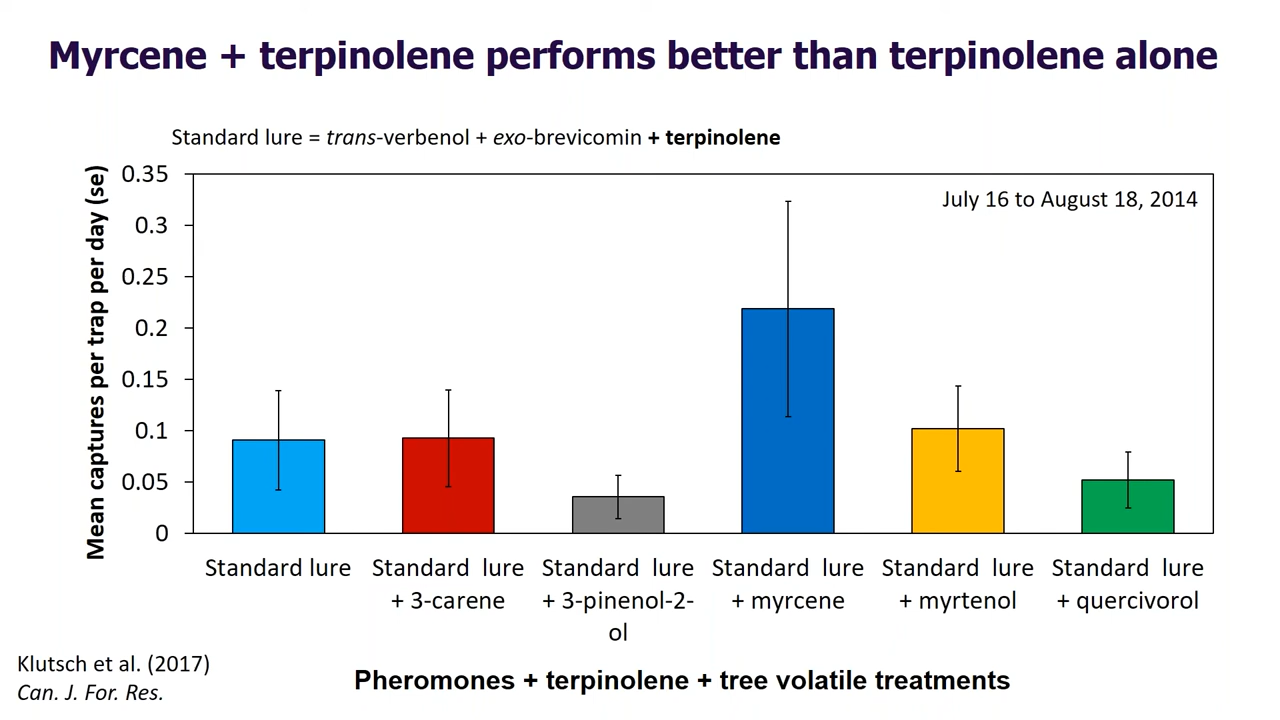 Myrcene + terpinolene performs better than terpinolene alone
Standard lure = trans-verbenol + exo-brevicomin + terpinolene
July 16 to August 18, 2014
Mean captures per trap per day (se)
0.35
0.3
0.25
0.2
0.15
0.1
0.05
0
Standard lure
Standard lure
+ 3-carene
Standard lure
+ 3-pinenol-2-
ol
Standard lure
+ myrcene
Standard lure
+ myrtenol
Standard lure
+ quercivorol
Pheromones + terpinolene + tree volatile treatments
Klutsch et al. (2017)
Can. J. For. Res.